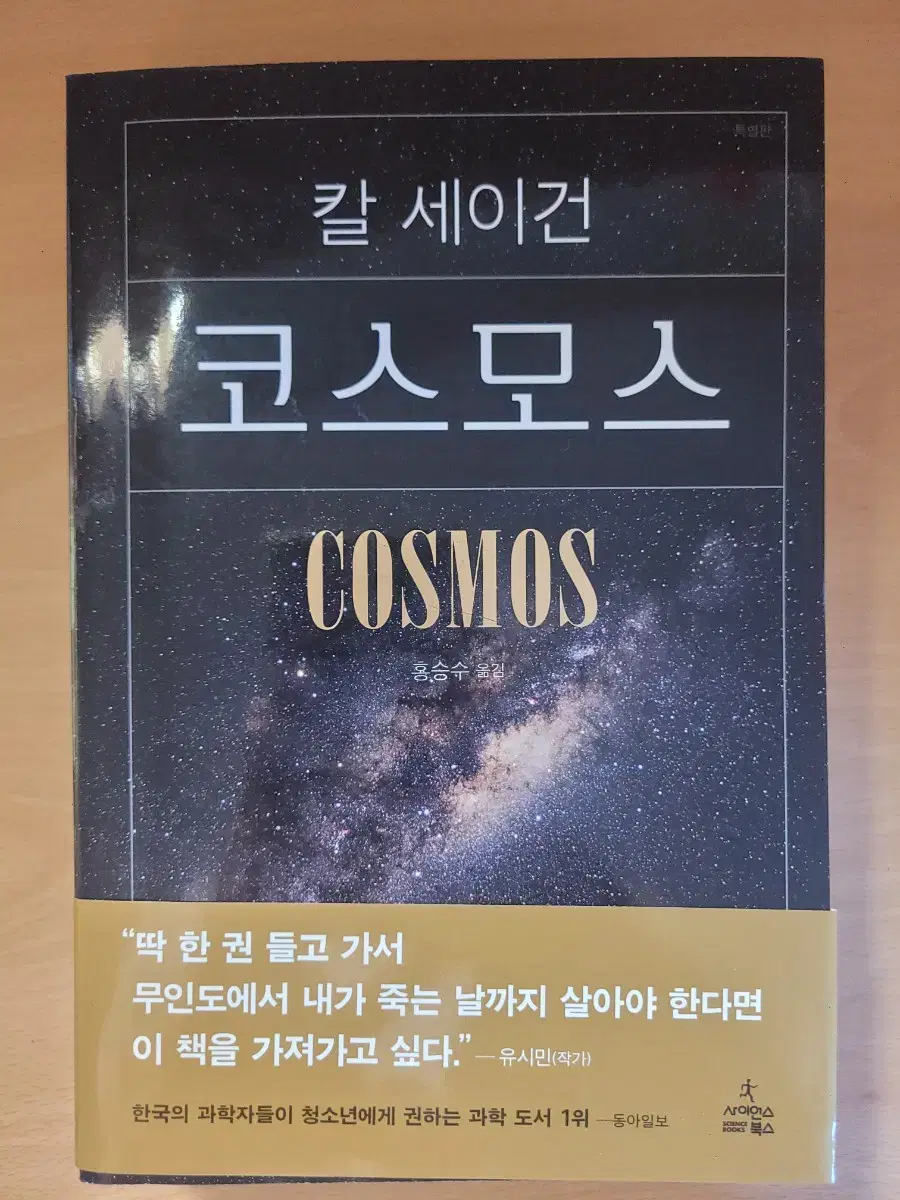 특별판
칼 세이건
코스모스
COSMOS
홍승수 옮김
“딱 한 권 들고 가서
무인도에서 내가 죽는 날까지 살아야 한다면
이 책을 가져가고 싶다.” — 유시민(작가)
한국의 과학자들이 청소년에게 권하는 과학 도서 1위 —동아일보
사이언스
SCIENCE BOOKS 북스